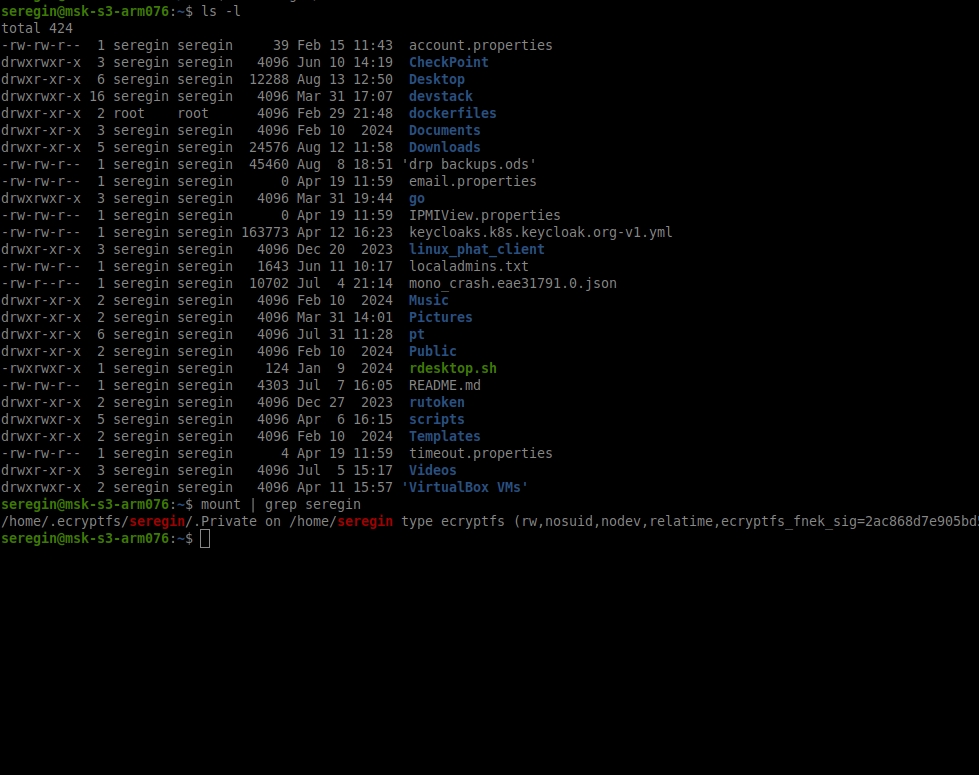 seregin@msk-s3-arm076:~$ ls -l
total 424
-rw-rw-r--  1 seregin seregin     39 Feb 15 11:43  account.properties
drwxrwxr-x  3 seregin seregin   4096 Jun 10 14:19  CheckPoint
drwxr-xr-x  6 seregin seregin  12288 Aug 13 12:50  Desktop
drwxrwxr-x 16 seregin seregin   4096 Mar 31 17:07  devstack
drwxr-xr-x  2 root    root      4096 Feb 29 21:48  dockerfiles
drwxr-xr-x  3 seregin seregin   4096 Feb 10  2024  Documents
drwxr-xr-x  5 seregin seregin  24576 Aug 12 11:58  Downloads
-rw-rw-r--  1 seregin seregin  45460 Aug  8 18:51 'drp backups.ods'
-rw-rw-r--  1 seregin seregin      0 Apr 19 11:59  email.properties
drwxrwxr-x  3 seregin seregin   4096 Mar 31 19:44  go
-rw-rw-r--  1 seregin seregin      0 Apr 19 11:59  IPMIView.properties
-rw-rw-r--  1 seregin seregin 163773 Apr 12 16:23  keycloaks.k8s.keycloak.org-v1.yml
drwxr-xr-x  3 seregin seregin   4096 Dec 20  2023  linux_phat_client
-rw-rw-r--  1 seregin seregin   1643 Jun 11 10:17  localadmins.txt
-rw-r--r--  1 seregin seregin  10702 Jul  4 21:14  mono_crash.eae31791.0.json
drwxr-xr-x  2 seregin seregin   4096 Feb 10  2024  Music
drwxr-xr-x  2 seregin seregin   4096 Mar 31 14:01  Pictures
drwxr-xr-x  6 seregin seregin   4096 Jul 31 11:28  pt
drwxr-xr-x  2 seregin seregin   4096 Feb 10  2024  Public
-rwxrwxr-x  1 seregin seregin    124 Jan  9  2024  rdesktop.sh
-rw-rw-r--  1 seregin seregin   4303 Jul  7 16:05  README.md
drwxr-xr-x  2 seregin seregin   4096 Dec 27  2023  rutoken
drwxrwxr-x  5 seregin seregin   4096 Apr  6 16:15  scripts
drwxr-xr-x  2 seregin seregin   4096 Feb 10  2024  Templates
-rw-rw-r--  1 seregin seregin      4 Apr 19 11:59  timeout.properties
drwxr-xr-x  3 seregin seregin   4096 Jul  5 15:17  Videos
drwxrwxr-x  2 seregin seregin   4096 Apr 11 15:57 'VirtualBox VMs'
seregin@msk-s3-arm076:~$ mount | grep seregin
/home/.ecryptfs/seregin/.Private on /home/seregin type ecryptfs (rw,nosuid,nodev,relatime,ecryptfs_fnek_sig=2ac868d7e905bd
seregin@msk-s3-arm076:~$